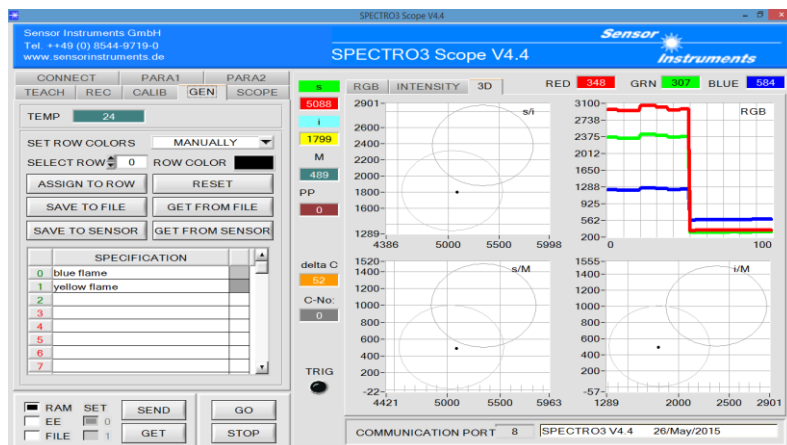 SPECTRO3 Scope V4.4
Sensor Instruments GmbH
Tel. ++49 (0) 8544-9719-0
www.sensorinstruments.de
SPECTRO3 Scope V4.4
Sensor
Instruments
CONNECT PARA1 PARA2
TEACH REC CALIB GEN SCOPE
TEMP 24
SET ROW COLORS MANUALLY
SELECT ROW 0 ROW COLOR
ASSIGN TO ROW RESET
SAVE TO FILE GET FROM FILE
SAVE TO SENSOR GET FROM SENSOR
SPECIFICATION
0 blue flame
1 yellow flame
2
3
4
5
6
7
RAM SET SEND GO
EE 0
FILE 1 GET STOP
s
5088
i
1799
M
489
PP
0
delta C
52
C-No:
0
TRIG
RGB INTENSITY 3D RED 348 GRN 307 BLUE 584
s/i
2901
2600
2400
2200
2000
1800
1600
1289
4386 5000 5500 5998
RGB
3100
2738
2375
2012
1650
1288
925
562
200
0 100
s/M
1520
1400
1200
1000
800
600
400
200
-22
4421 5000 5500 5963
i/M
1555
1400
1200
1000
800
600
400
200
-57
1289 2000 2500 2901
COMMUNICATION PORT 8 SPECTRO3 V4.4 26/May/2015